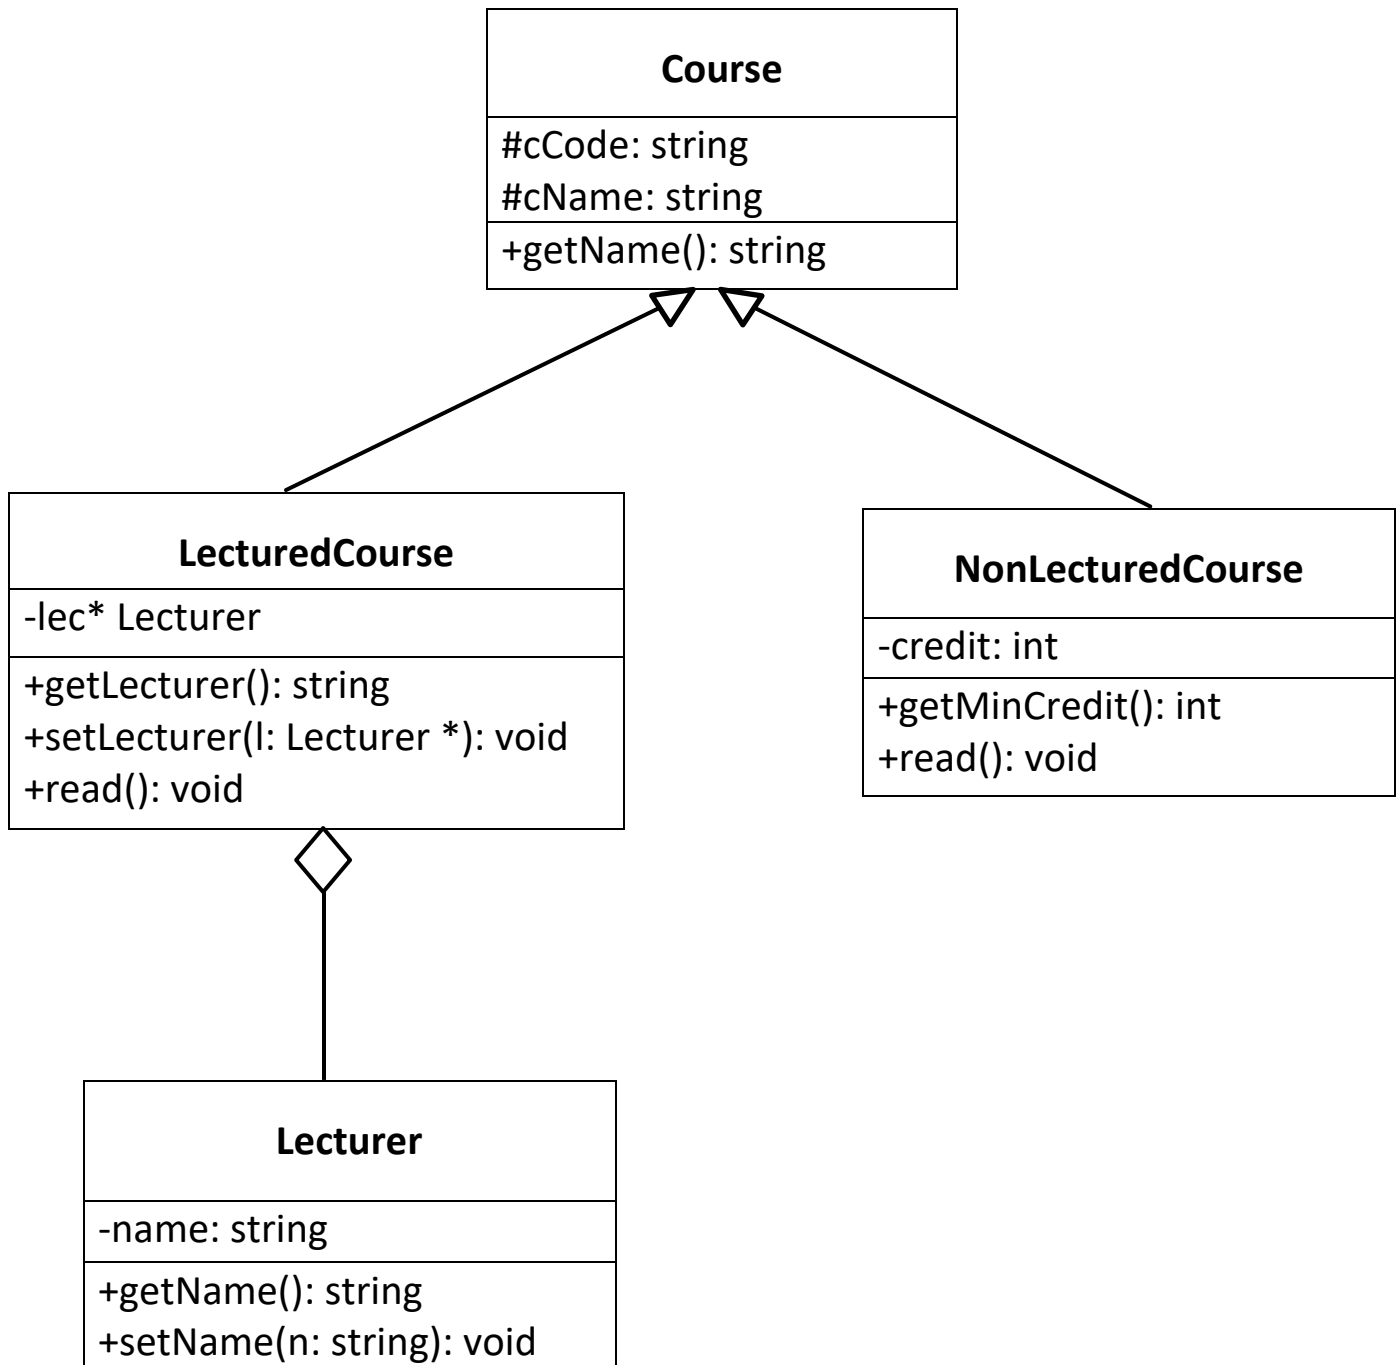 Course
#cCode: string
#cName: string
+getName(): string
LecturedCourse
-lec* Lecturer
+getLecturer(): string
+setLecturer(l: Lecturer *): void
+read(): void
NonLecturedCourse
-credit: int
+getMinCredit(): int
+read(): void
Lecturer
-name: string
+getName(): string
+setName(n: string): void